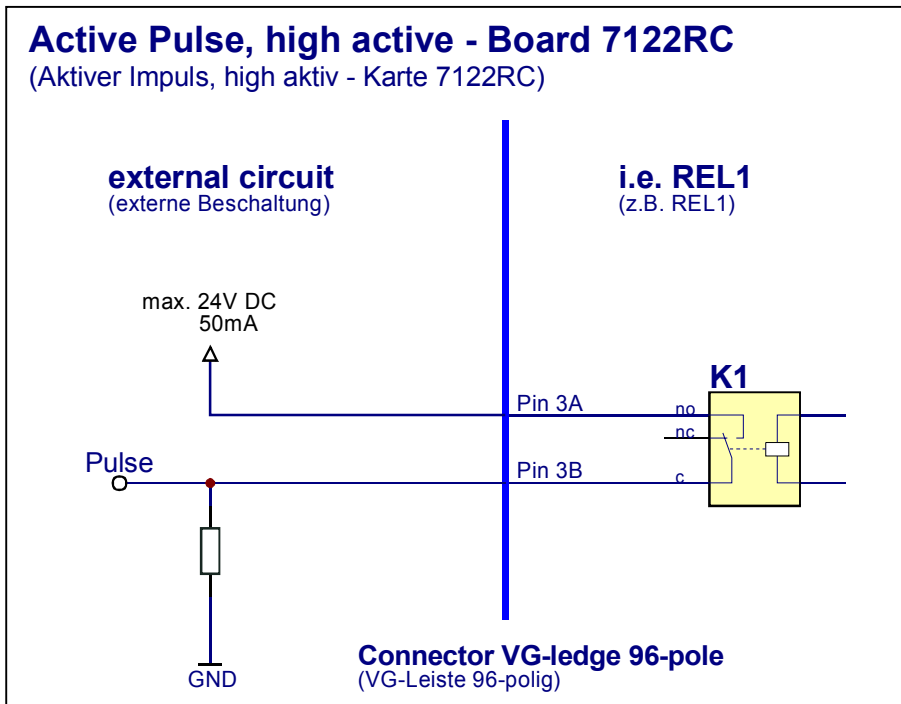 Active Pulse, high active - Board 7122RC
(Aktiver Impuls, high aktiv - Karte 7122RC)
external circuit
(externe Beschaltung)
i.e. REL1
(z.B. REL1)
max. 24V DC
50mA
K1
Pin 3A
no
nc
Pulse
Pin 3B
c
GND
Connector VG-ledge 96-pole
(VG-Leiste 96-polig)